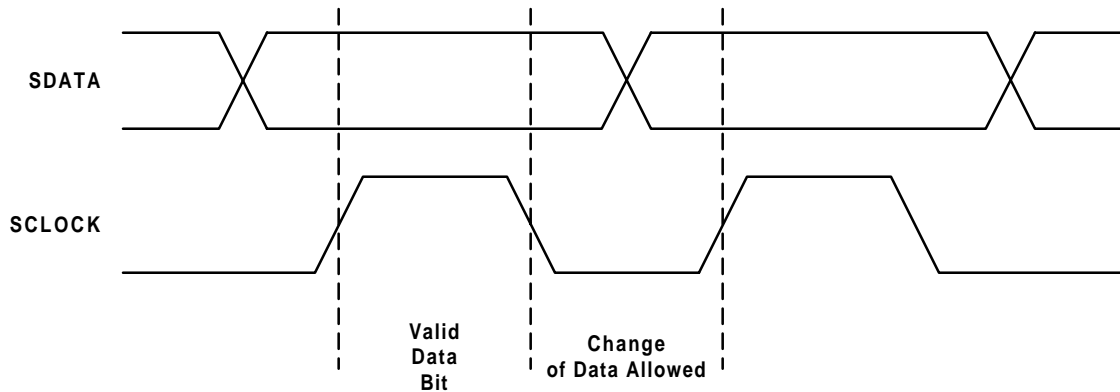 SDATA
SCLOCK
Valid
Data
Bit
Change
of Data Allowed